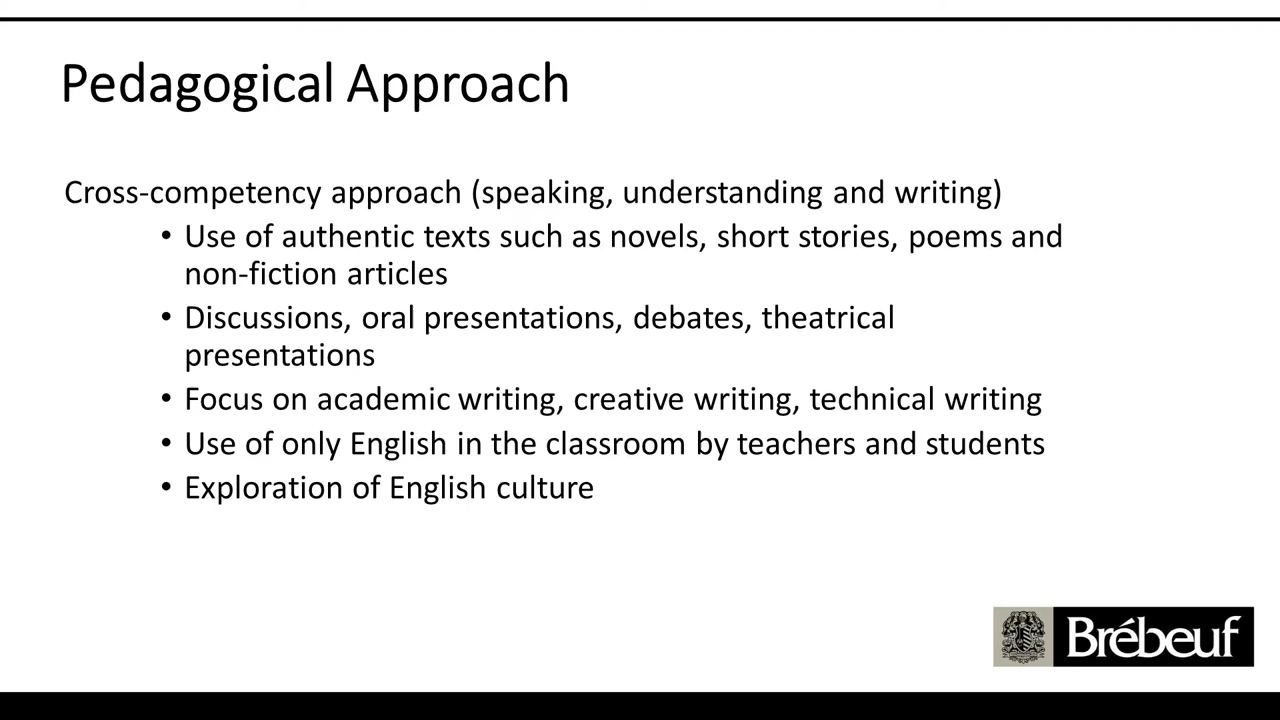 Pedagogical Approach
Cross-competency approach (speaking, understanding and writing)
• Use of authentic texts such as novels, short stories, poems and
non-fiction articles
• Discussions, oral presentations, debates, theatrical
presentations
• Focus on academic writing, creative writing, technical writing
• Use of only English in the classroom by teachers and students
• Exploration of English culture
Brébeuf